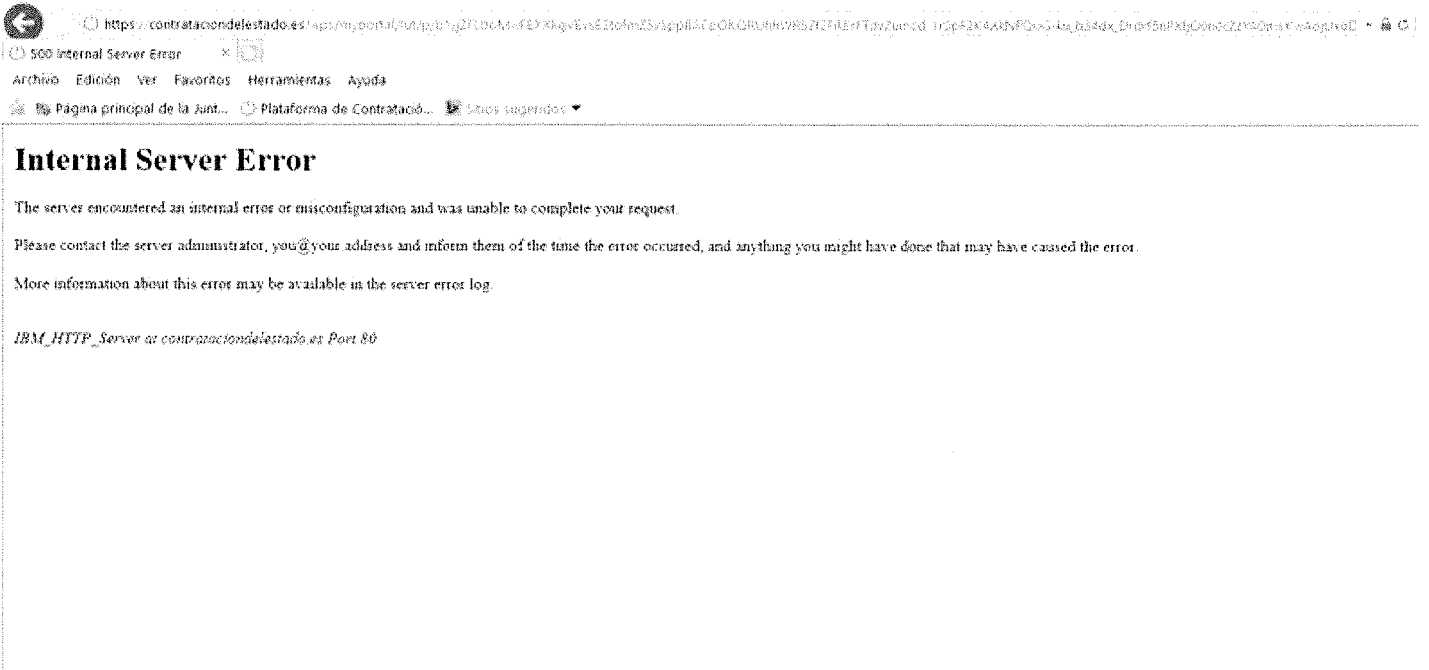 https://contrataciondelestado.es/wps/myportal/
500 Internal Server Error
Archivo Edición Ver Favoritos Herramientas Ayuda
Página principal de la Junt... Plataforma de Contratació... Sitios sugeridos
Internal Server Error
The server encountered an internal error or misconfiguration and was unable to complete your request.
Please contact the server administrator, you@your.address and inform them of the time the error occurred, and anything you might have done that may have caused the error.
More information about this error may be available in the server error log.
IBM_HTTP_Server at contrataciondelestado.es Port 80